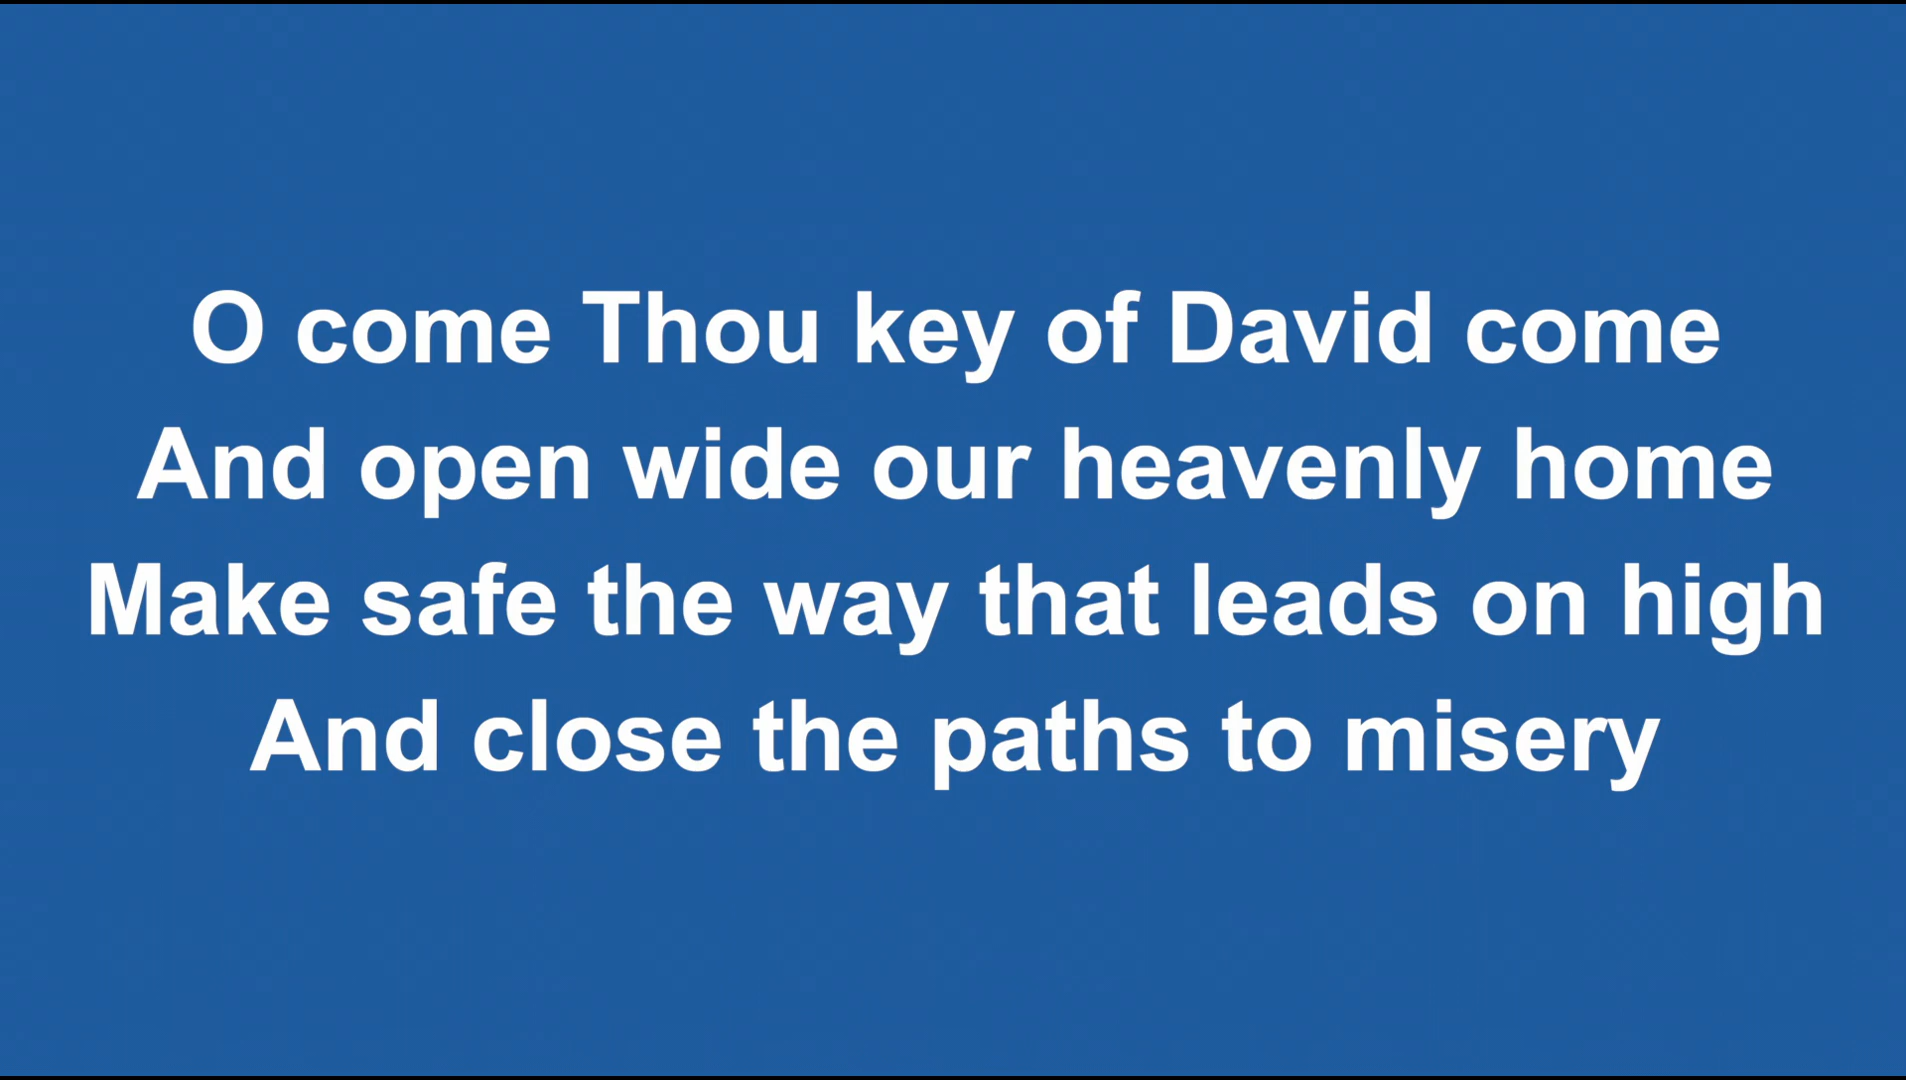 O come Thou key of David come
And open wide our heavenly home
Make safe the way that leads on high
And close the paths to misery